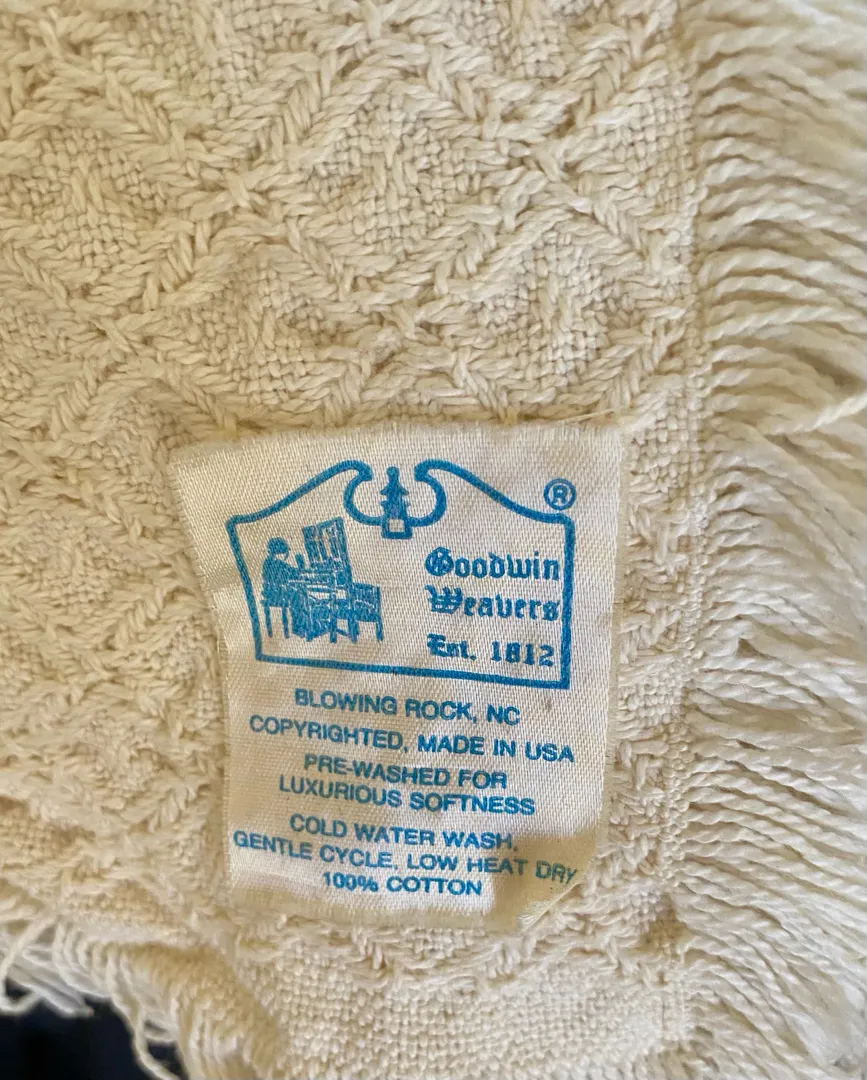 ®
Goodwin
Weavers
Est. 1812
BLOWING ROCK, NC
COPYRIGHTED, MADE IN USA
PRE-WASHED FOR
LUXURIOUS SOFTNESS
COLD WATER WASH,
GENTLE CYCLE, LOW HEAT DRY
100% COTTON